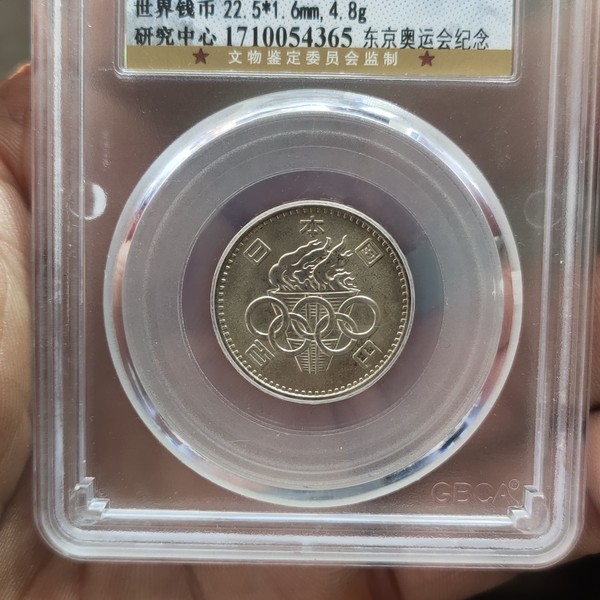 世界钱币 22.5*1.6mm,4.8g
研究中心 1710054365 东京奥运会纪念
★ 文物鉴定委员会监制 ★
日本国
百円
GBCA®